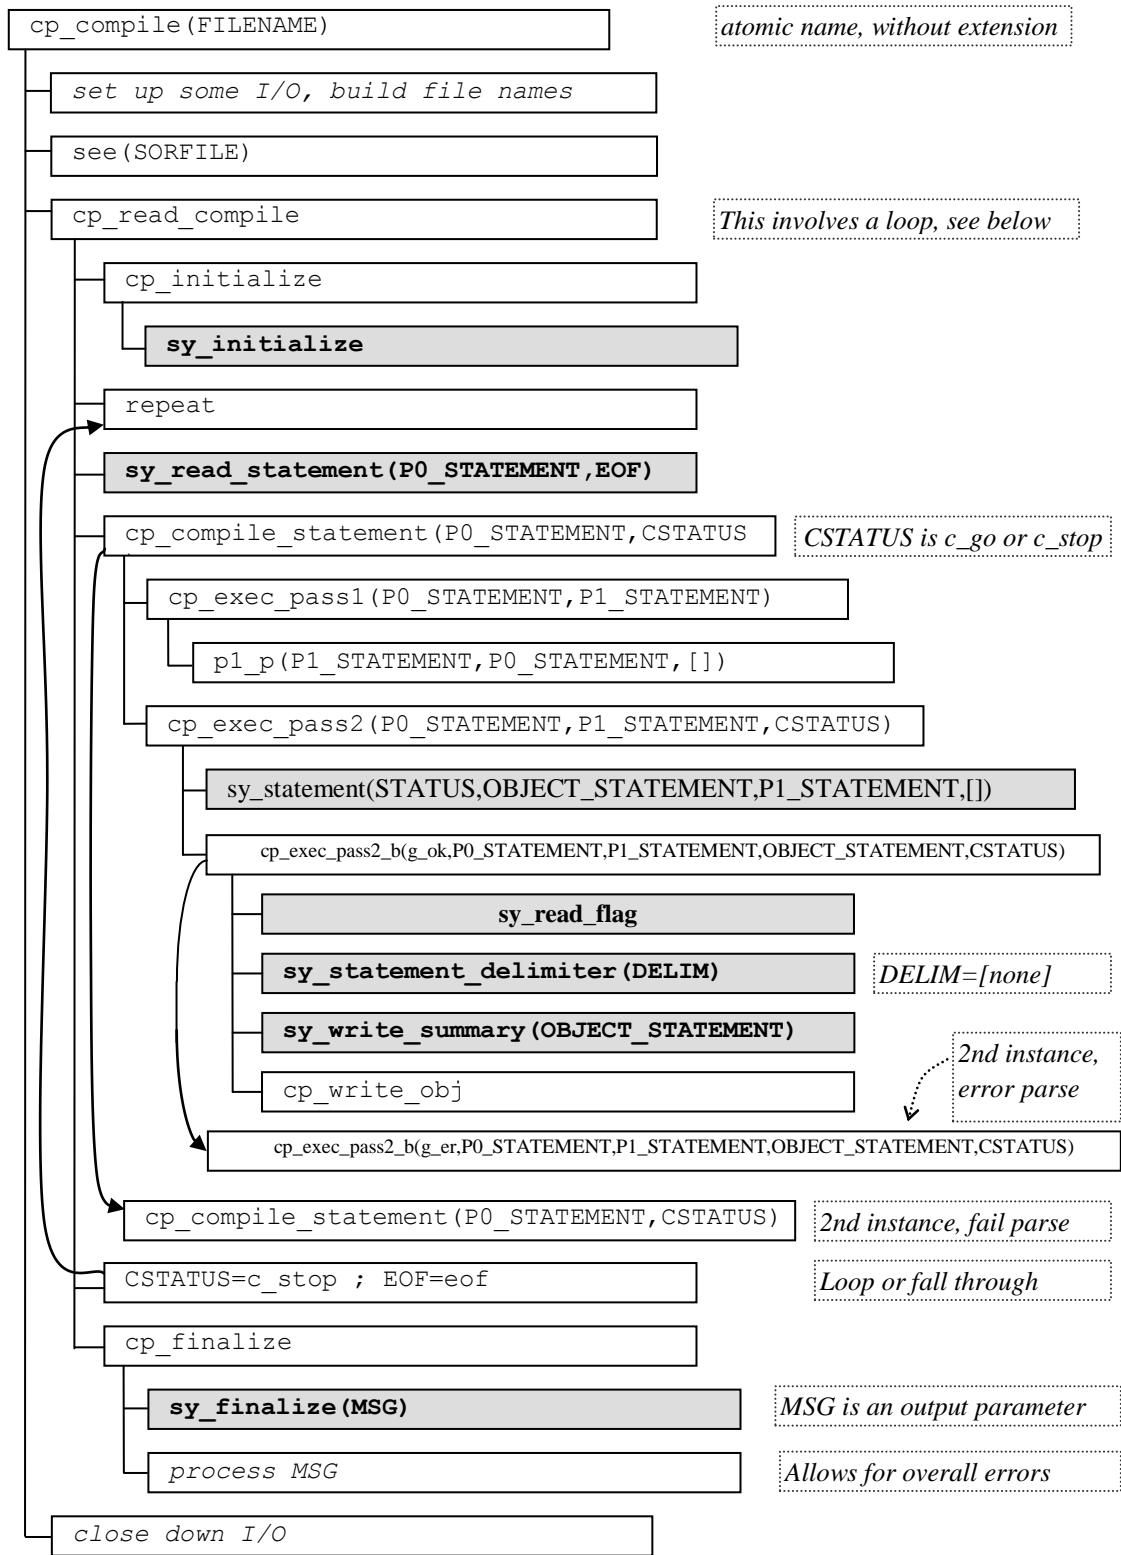 cp_compile(FILENAME)
atomic name, without extension
set up some I/O, build file names
see(SORFILE)
cp_read_compile
This involves a loop, see below
cp_initialize
sy_initialize
repeat
sy_read_statement(P0_STATEMENT,EOF)
cp_compile_statement(P0_STATEMENT,CSTATUS
CSTATUS is c_go or c_stop
cp_exec_pass1(P0_STATEMENT,P1_STATEMENT)
p1_p(P1_STATEMENT,P0_STATEMENT,[])
cp_exec_pass2(P0_STATEMENT,P1_STATEMENT,CSTATUS)
sy_statement(STATUS,OBJECT_STATEMENT,P1_STATEMENT,[])
cp_exec_pass2_b(g_ok,P0_STATEMENT,P1_STATEMENT,OBJECT_STATEMENT,CSTATUS)
sy_read_flag
sy_statement_delimiter(DELIM)
DELIM=[none]
sy_write_summary(OBJECT_STATEMENT)
2nd instance,
error parse
cp_write_obj
cp_exec_pass2_b(g_er,P0_STATEMENT,P1_STATEMENT,OBJECT_STATEMENT,CSTATUS)
cp_compile_statement(P0_STATEMENT,CSTATUS)
2nd instance, fail parse
CSTATUS=c_stop ; EOF=eof
Loop or fall through
cp_finalize
sy_finalize(MSG)
MSG is an output parameter
process MSG
Allows for overall errors
close down I/O